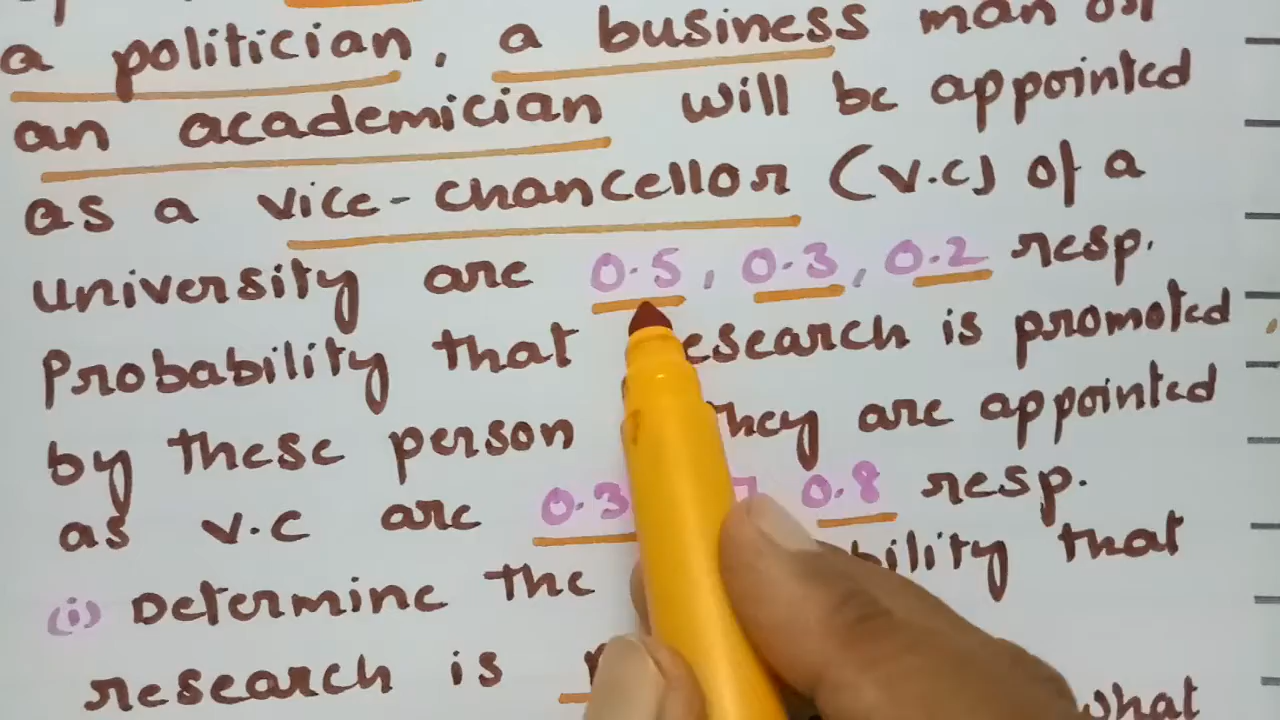 a politician, a business man or
an academician will be appointed
as a vice-chancellor (v.c) of a
university are 0.5, 0.3, 0.2 resp.
Probability that research is promoted
by these person they are appointed
as v.c are 0.3 0.8 resp.
(i) Determine the that
research is what